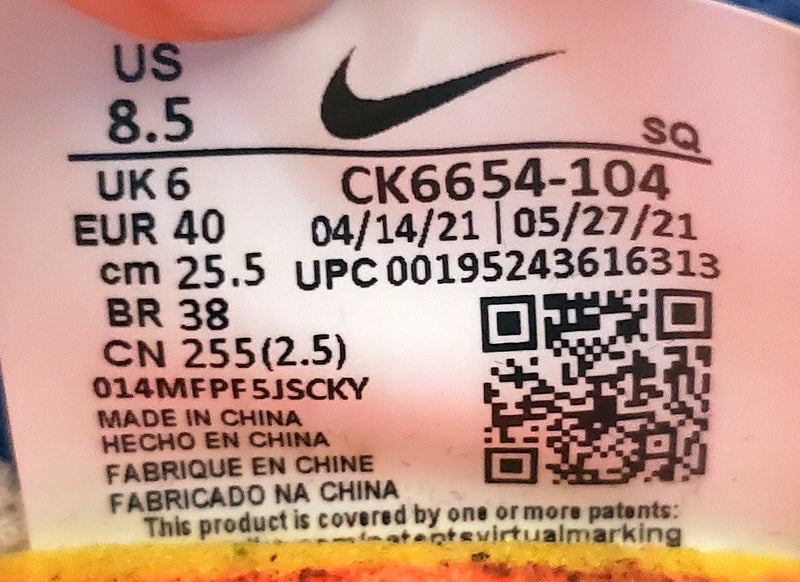 US
8.5
SQ
UK 6
CK6654-104
EUR 40
04/14/21 | 05/27/21
cm 25.5
UPC 00195243616313
BR 38
CN 255(2.5)
014MFPF5JSCKY
MADE IN CHINA
HECHO EN CHINA
FABRIQUE EN CHINE
FABRICADO NA CHINA
This product is covered by one or more patents: